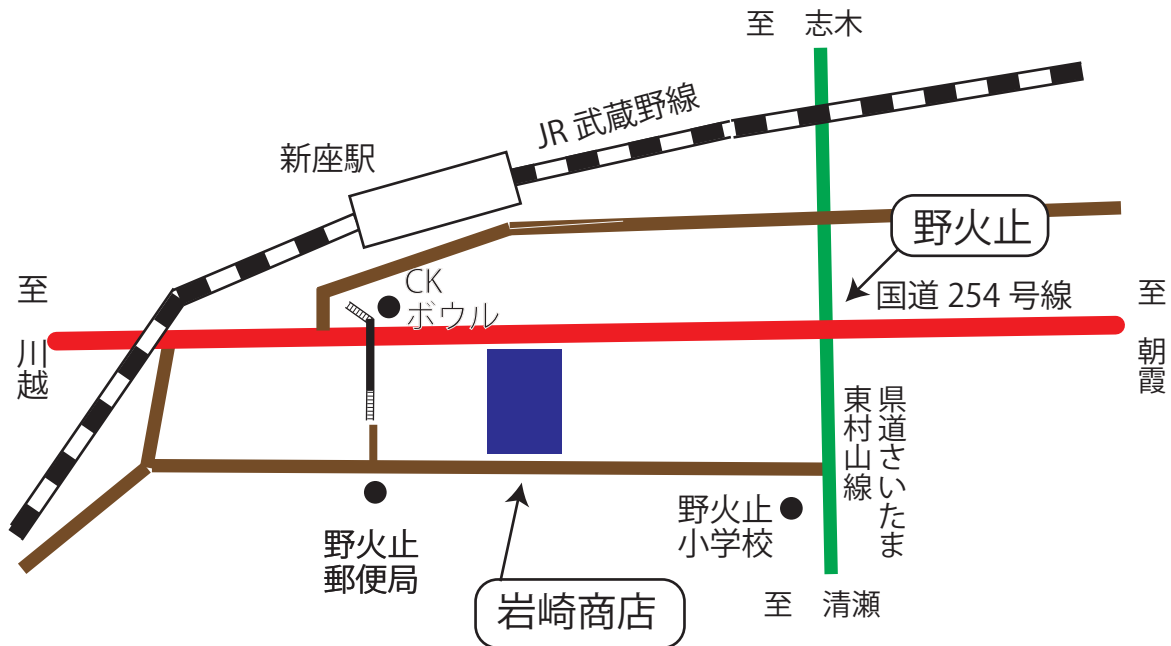 至 志木
JR 武蔵野線
新座駅
野火止
CK
ボウル
国道 254 号線
至 川越
至 朝霞
県道さいたま
東村山線
野火止
小学校
野火止
郵便局
岩崎商店
至 清瀬